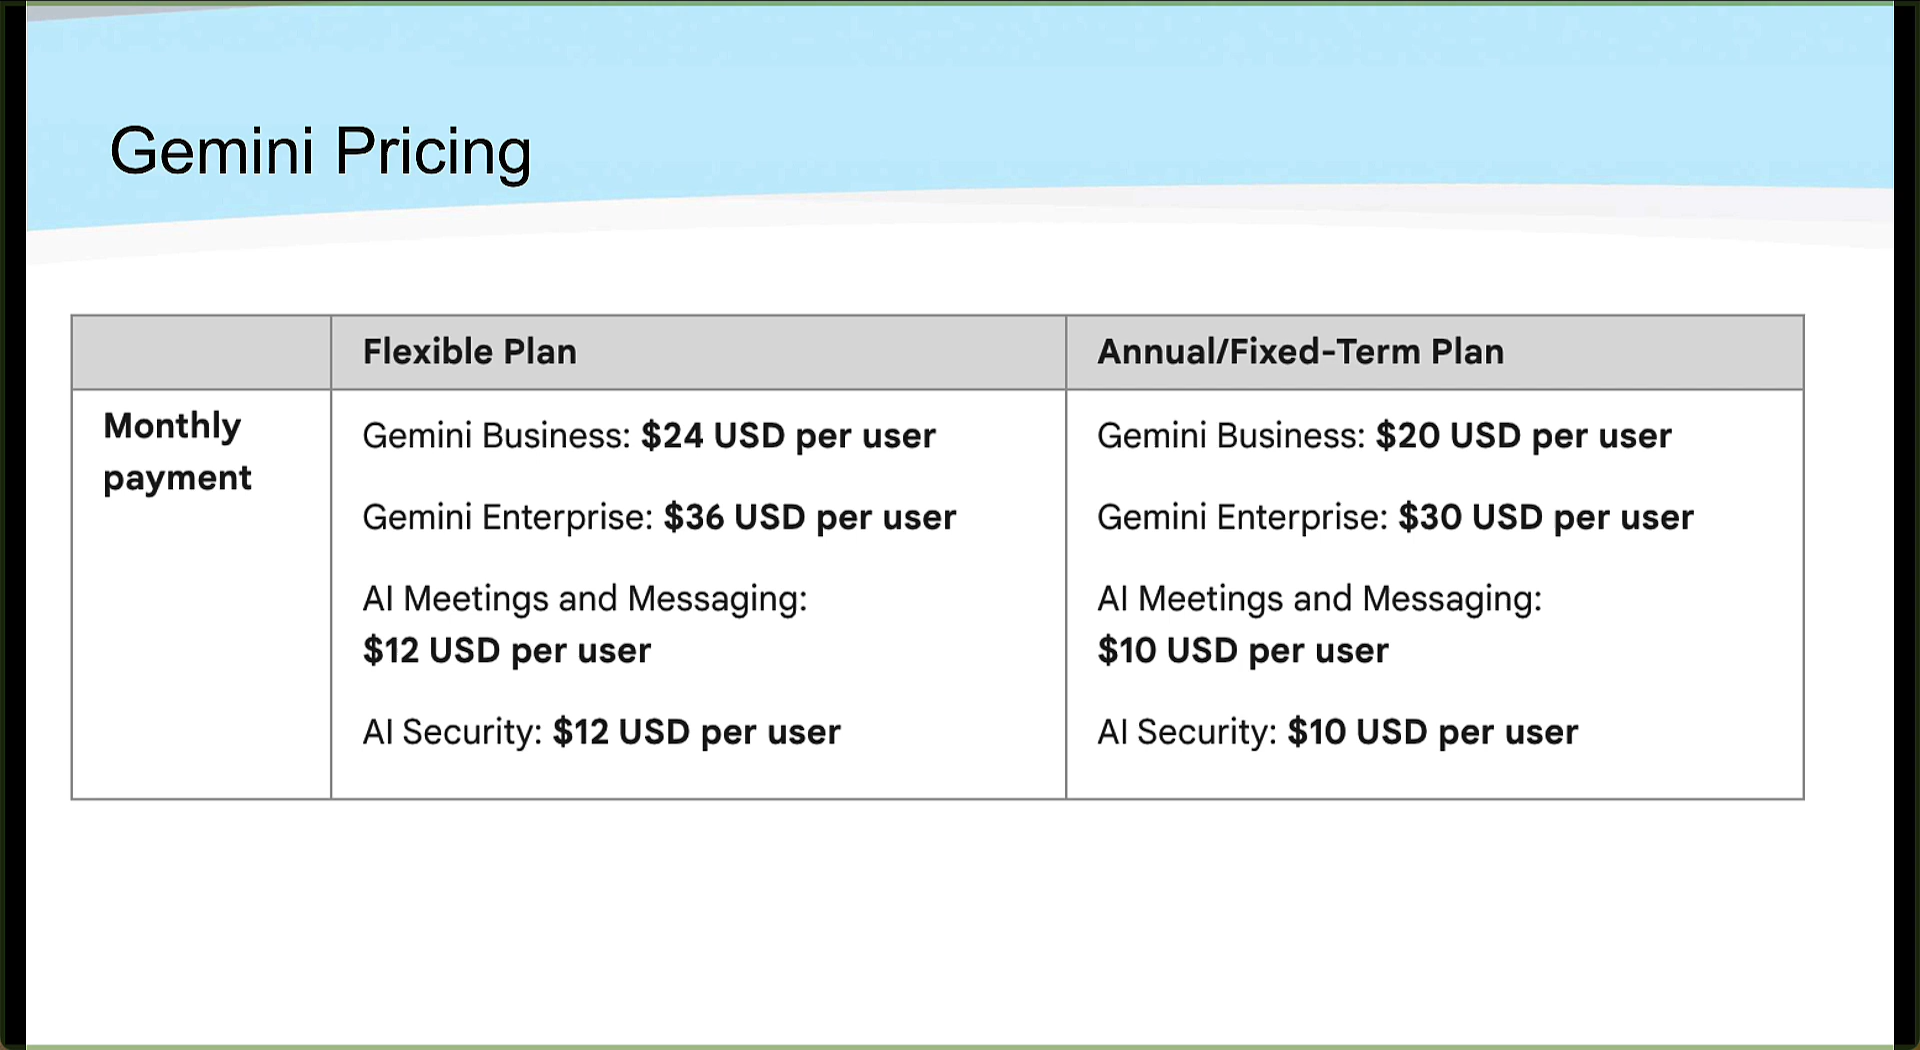 Gemini Pricing
Flexible Plan
Annual/Fixed-Term Plan
Monthly
payment
Gemini Business: $24 USD per user
Gemini Enterprise: $36 USD per user
AI Meetings and Messaging:
$12 USD per user
AI Security: $12 USD per user
Gemini Business: $20 USD per user
Gemini Enterprise: $30 USD per user
AI Meetings and Messaging:
$10 USD per user
AI Security: $10 USD per user